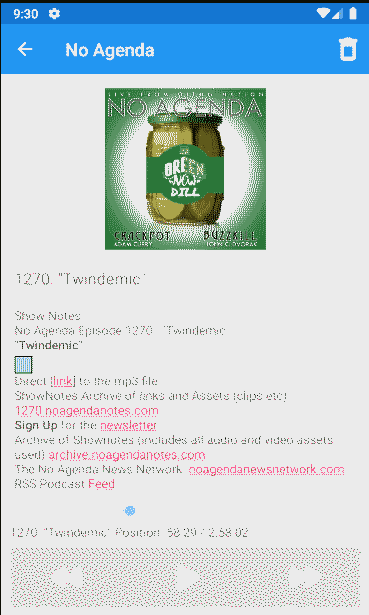 9:30
No Agenda
LIVE FROM DYING NATION
NO AGENDA
GREEN
NEW
DILL
CRACKPOT
ADAM CURRY
BUZZKILL
JOHN C DVORAK
1270: "Twindemic"
Show Notes
No Agenda Episode 1270 - "Twindemic"
"Twindemic"
Direct [link] to the mp3 file
ShowNotes Archive of links and Assets (clips etc)
1270.noagendanotes.com
Sign Up for the newsletter
Archive of Shownotes (includes all audio and video assets
used) archive.noagendanotes.com
The No Agenda News Network- noagendanewsnetwork.com
RSS Podcast Feed
1270: "Twindemic" Position: 58:29 / 2:58:02